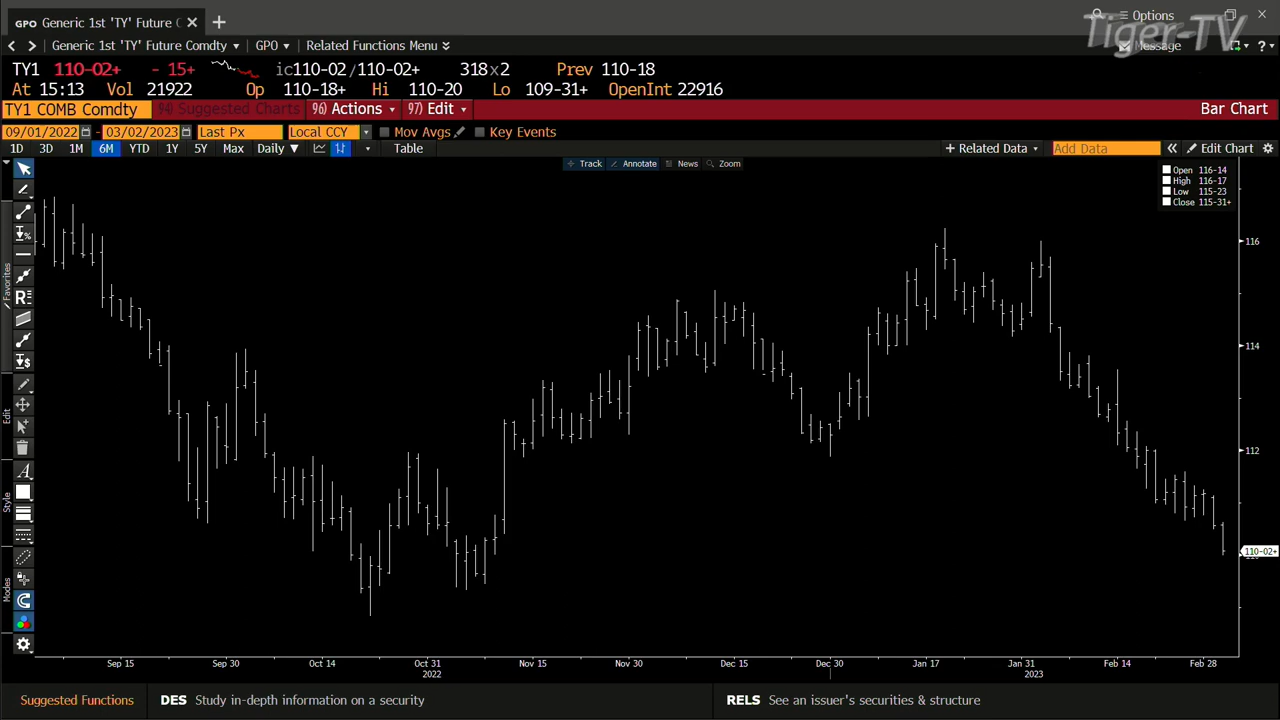 GPO Generic 1st 'TY' Future C × +
Options
Tiger-TV
< > Generic 1st 'TY' Future Comdty GPO Related Functions Menu Message ?
TY1 110-02+ - 15+ ic110-02/110-02+ 318x2 Prev 110-18
At 15:13 Vol 21922 Op 110-18+ Hi 110-20 Lo 109-31+ OpenInt 22916
TY1 COMB Comdty 94) Suggested Charts 96) Actions 97) Edit Bar Chart
09/01/2022 - 03/02/2023 Last Px Local CCY Mov Avgs Key Events
1D 3D 1M 6M YTD 1Y 5Y Max Daily ▼ Table + Related Data Add Data « Edit Chart
Track Annotate News Zoom
Open 116-14
High 116-17
Low 115-23
Close 115-31+
Favorites
Edit
Style
Modes
116
114
112
110-02+
Sep 15 Sep 30 Oct 14 Oct 31 Nov 15 Nov 30 Dec 15 Dec 30 Jan 17 Jan 31 Feb 14 Feb 28
2022 2023
Suggested Functions DES Study in-depth information on a security RELS See an issuer's securities & structure